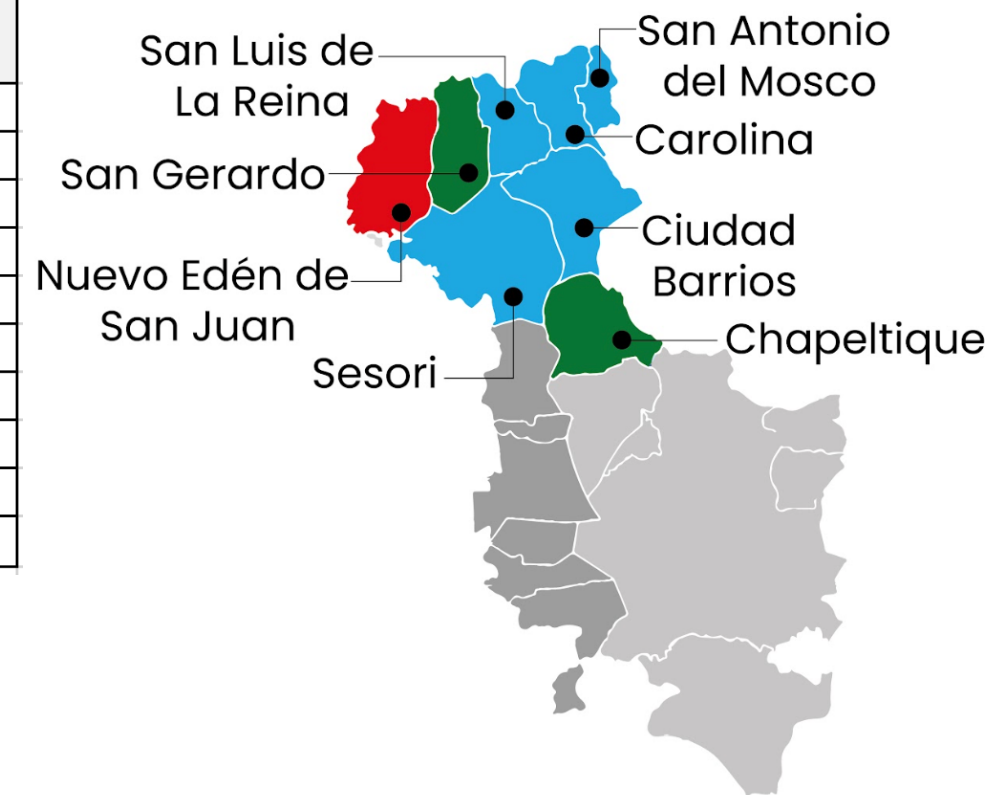 San Luis de
La Reina
San Antonio
del Mosco
Carolina
San Gerardo
Ciudad
Barrios
Nuevo Edén de
San Juan
Chapeltique
Sesori